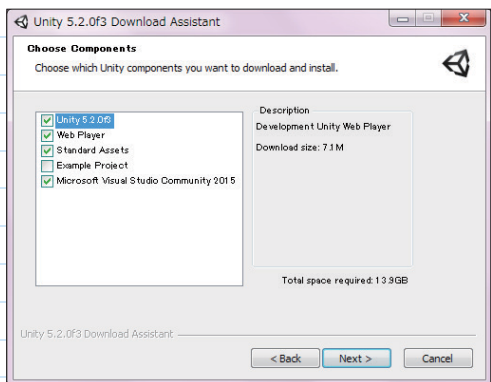 Unity 5.2.0f3 Download Assistant
Choose Components
Choose which Unity components you want to download and install.
Unity 5.2.0f3
Web Player
Standard Assets
Example Project
Microsoft Visual Studio Community 2015
Description
Development Unity Web Player
Download size: 7.1M
Total space required: 13.9GB
Unity 5.2.0f3 Download Assistant
< Back
Next >
Cancel